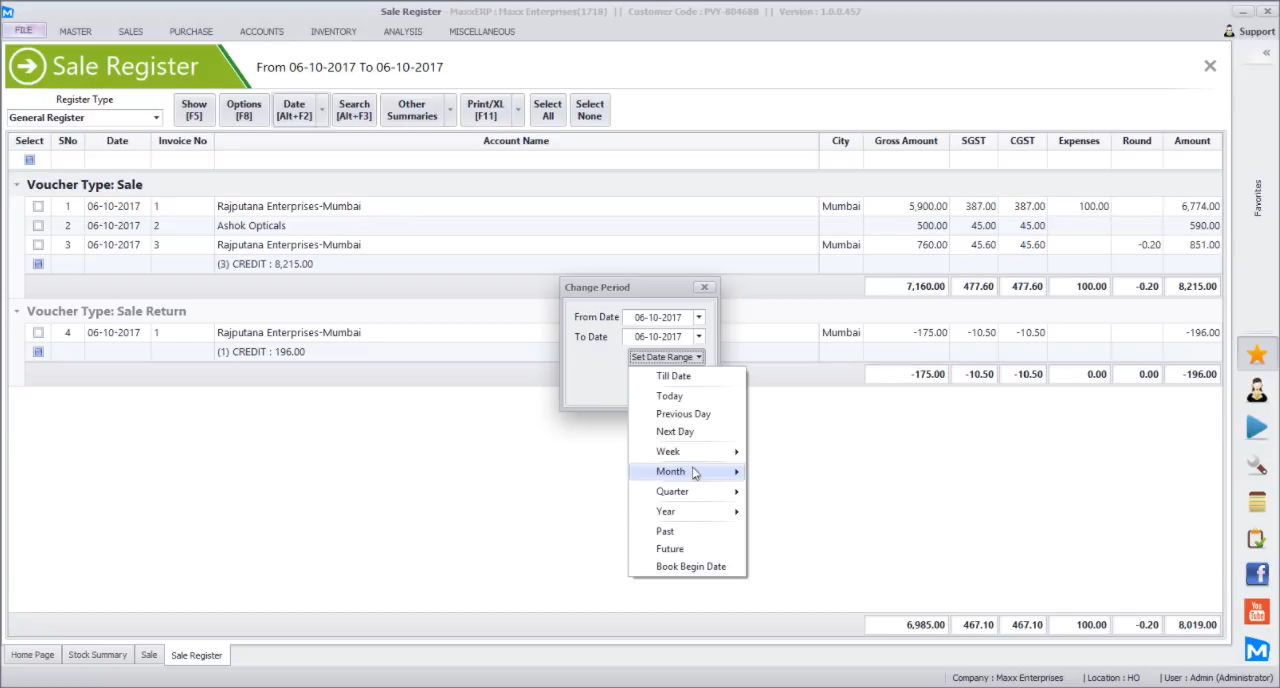 Sale Register - MaxxERP : Maxx Enterprises[1718] || Customer Code : PVY-804688 || Version : 1.0.0.457
FILE MASTER SALES PURCHASE ACCOUNTS INVENTORY ANALYSIS MISCELLANEOUS Support
Sale Register From 06-10-2017 To 06-10-2017
Register Type
General Register
Show [F5]
Options [F8]
Date [Alt+F2]
Search [Alt+F3]
Other Summaries
Print/XL [F11]
Select All
Select None
Select SNo Date Invoice No Account Name City Gross Amount SGST CGST Expenses Round Amount
Voucher Type: Sale
1 06-10-2017 1 Rajputana Enterprises-Mumbai Mumbai 5,900.00 387.00 387.00 100.00 6,774.00
2 06-10-2017 2 Ashok Opticals 500.00 45.00 45.00 590.00
3 06-10-2017 3 Rajputana Enterprises-Mumbai Mumbai 760.00 45.60 45.60 -0.20 851.00
(3) CREDIT : 8,215.00
7,160.00 477.60 477.60 100.00 -0.20 8,215.00
Voucher Type: Sale Return
4 06-10-2017 1 Rajputana Enterprises-Mumbai Mumbai -175.00 -10.50 -10.50 -196.00
(1) CREDIT : 196.00
-175.00 -10.50 -10.50 0.00 0.00 -196.00
Change Period
From Date 06-10-2017
To Date 06-10-2017
Set Date Range
Till Date
Today
Previous Day
Next Day
Week
Month
Quarter
Year
Past
Future
Book Begin Date
6,985.00 467.10 467.10 100.00 -0.20 8,019.00
Favorites
You
Tube
Home Page Stock Summary Sale Sale Register
Company : Maxx Enterprises | Location : HO | User : Admin (Administrator)